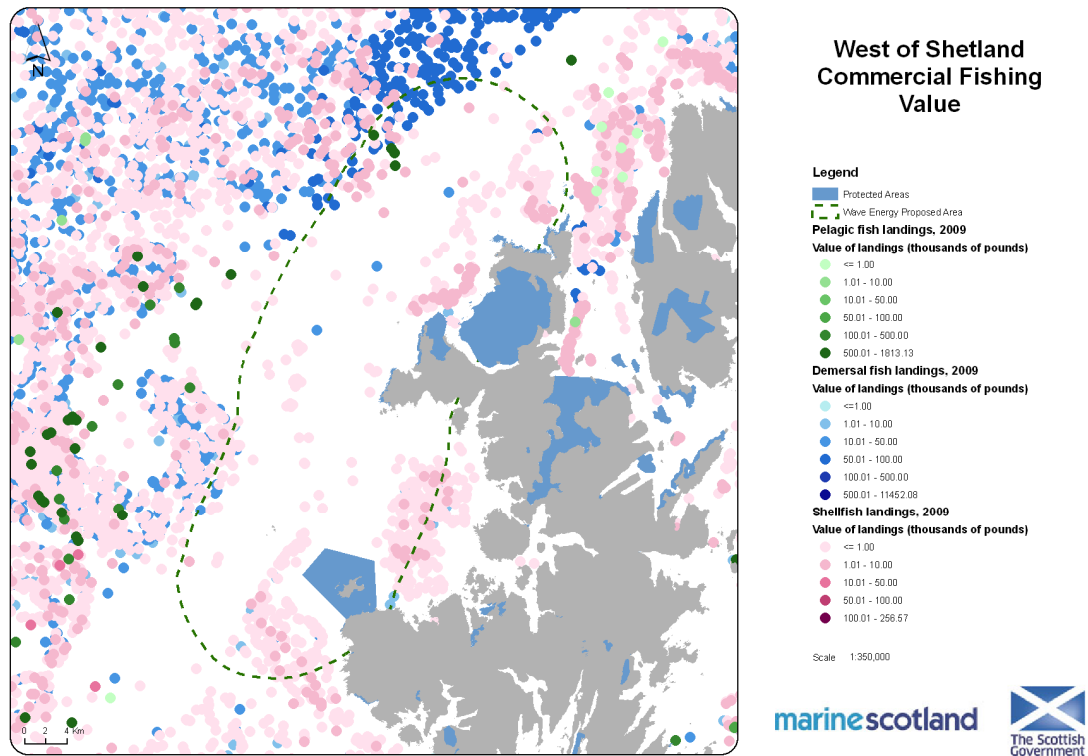 West of Shetland
Commercial Fishing
Value
Legend
Protected Areas
Wave Energy Proposed Area
Pelagic fish landings, 2009
Value of landings (thousands of pounds)
<= 1.00
1.01 - 10.00
10.01 - 50.00
50.01 - 100.00
100.01 - 500.00
500.01 - 1813.13
Demersal fish landings, 2009
Value of landings (thousands of pounds)
<=1.00
1.01 - 10.00
10.01 - 50.00
50.01 - 100.00
100.01 - 500.00
500.01 - 11452.08
Shellfish landings, 2009
Value of landings (thousands of pounds)
<= 1.00
1.01 - 10.00
10.01 - 50.00
50.01 - 100.00
100.01 - 256.57
Scale 1:350,000
marinescotland
The Scottish
Government
N
0 2 4 Km